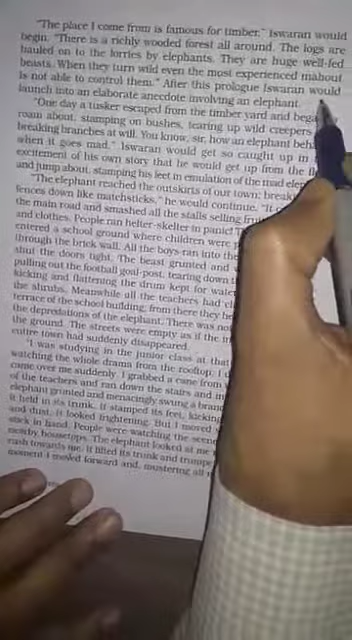 "The place I come from is famous for timber," Iswaran would
begin. "There is a richly wooded forest all around. The logs are
hauled on to the lorries by elephants. They are huge well-fed
beasts. When they turn wild even the most experienced mahout
is not able to control them." After this prologue Iswaran would
launch into an elaborate anecdote involving an elephant.
"One day a tusker escaped from the timber yard and
roam about, stamping on bushes, tearing up wild creepers
breaking branches at will. You know, sir, how an elephant
when it goes mad." Iswaran would get so caught up in
excitement of his own story that he would get up from the
and jump about, stamping his feet in emulation of the mad
"The elephant reached the outskirts of our town;
fences down like matchsticks," he would continue. "It
the main road and smashed all the stalls selling
and clothes. People ran helter-skelter in panic!
entered a school ground where children were
through the brick wall. All the boys ran into the
shut the doors tight. The beast grunted and
pulling out the football goal-post, tearing down
kicking and flattening the drum kept for water
the shrubs. Meanwhile all the teachers had
terrace of the school building; from there they
the depredations of the elephant. There was not
the ground. The streets were empty as if the
entire town had suddenly disappeared.
"I was studying in the junior class at that
watching the whole drama from the rooftop. I
came over me suddenly. I grabbed a cane from
of the teachers and ran down the stairs and
elephant grunted and menacingly swung a
it held in its trunk. It stamped its feet, kicking
and dust. It looked frightening. But I moved
stick in hand. People were watching the scene
nearby housetops. The elephant looked at me
rush towards me. It lifted its trunk and
moment I moved forward and, mustering all